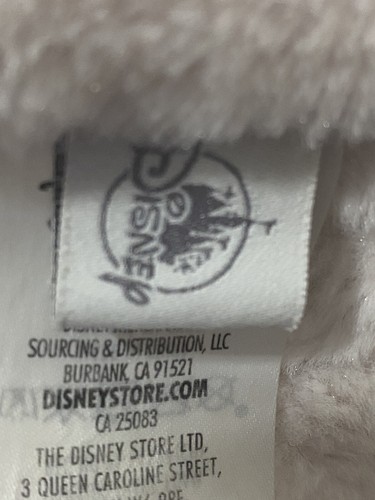 Disney
SOURCING & DISTRIBUTION, LLC
BURBANK, CA 91521
DISNEYSTORE.COM
CA 25083
THE DISNEY STORE LTD,
3 QUEEN CAROLINE STREET,